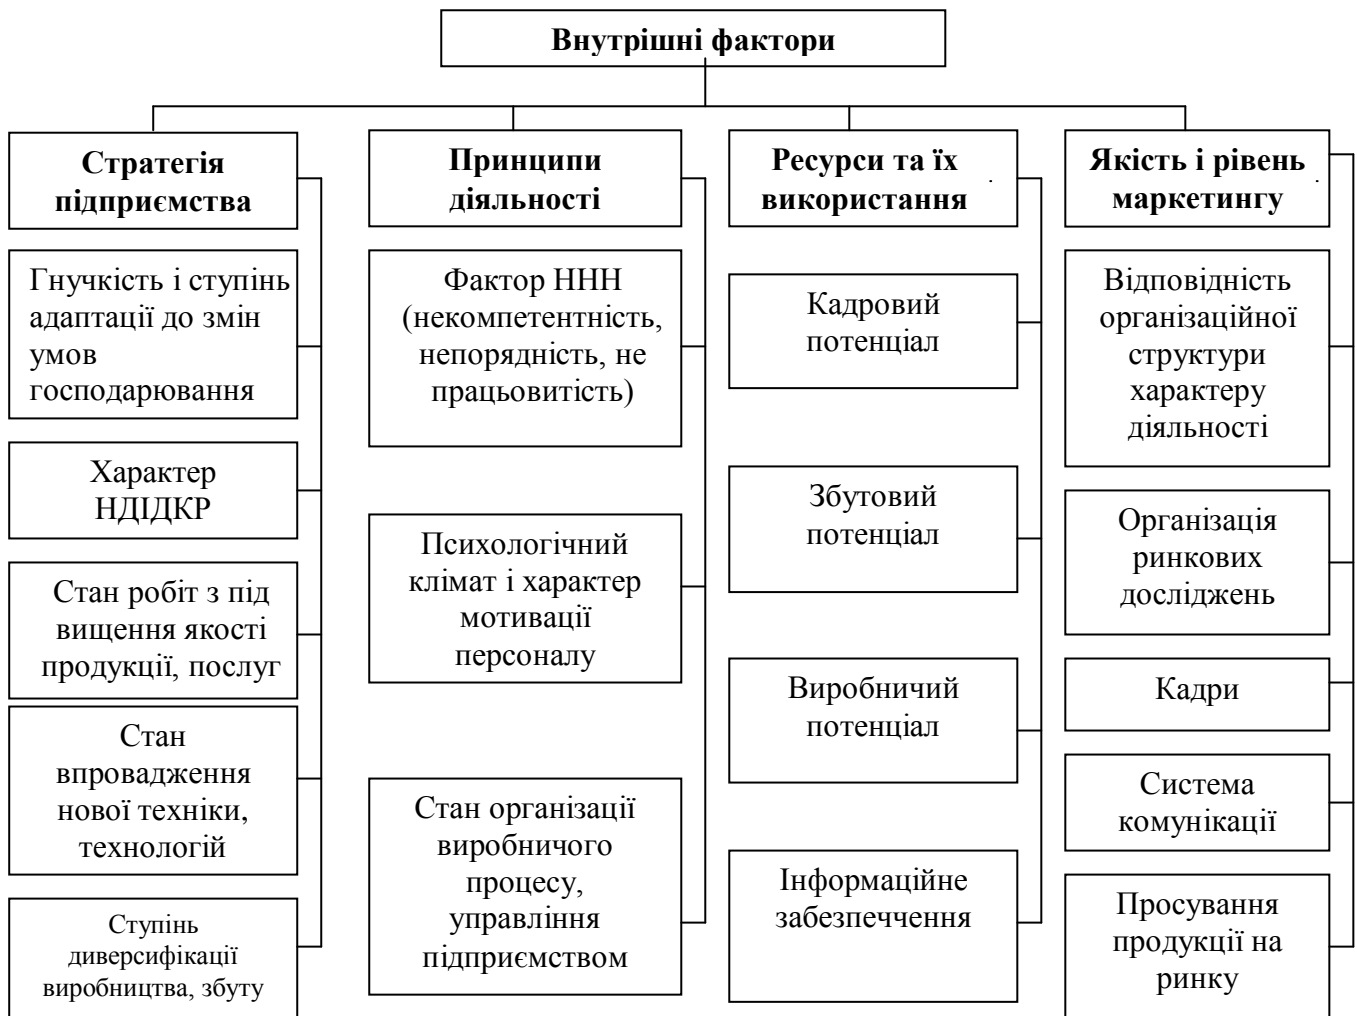 Внутрішні фактори
Стратегія
підприємства
Гнучкість і ступінь
адаптації до змін
умов
господарювання
Характер
НДІДКР
Стан робіт з під
вищення якості
продукції, послуг
Стан
впровадження
нової техніки,
технологій
Ступінь
диверсифікації
виробництва, збуту
Принципи
діяльності
Фактор ННН
(некомпетентність,
непорядність, не
працьовитість)
Психологічний
клімат і характер
мотивації
персоналу
Стан організації
виробничого
процесу,
управління
підприємством
Ресурси та їх
використання
Кадровий
потенціал
Збутовий
потенціал
Виробничий
потенціал
Інформаційне
забезпеччення
Якість і рівень
маркетингу
Відповідність
організаційної
структури
характеру
діяльності
Організація
ринкових
досліджень
Кадри
Система
комунікації
Просування
продукції на
ринку